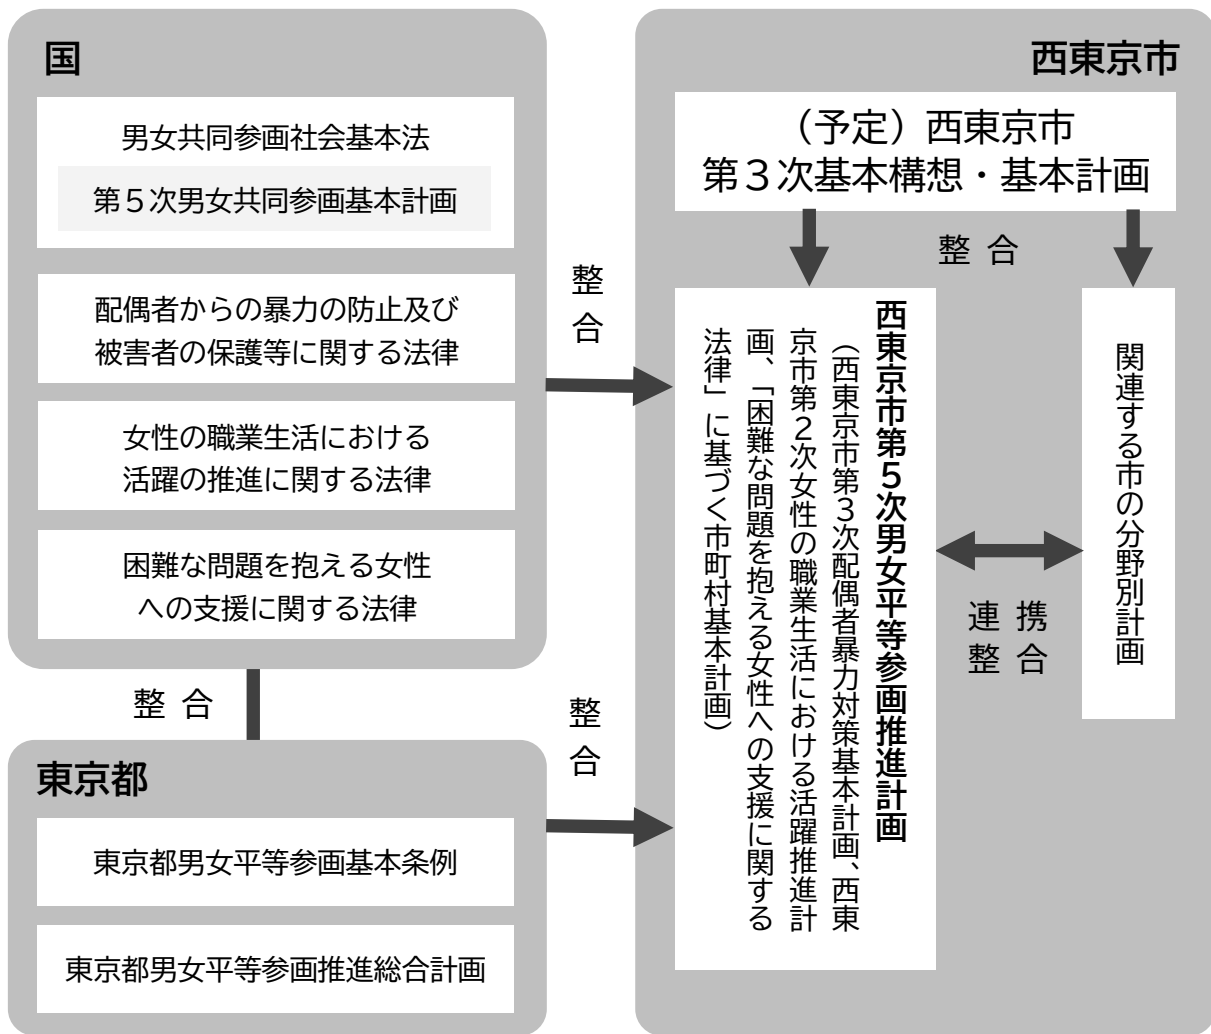 国
男女共同参画社会基本法
第５次男女共同参画基本計画
配偶者からの暴力の防止及び
被害者の保護等に関する法律
女性の職業生活における
活躍の推進に関する法律
困難な問題を抱える女性
への支援に関する法律
整合
東京都
東京都男女平等参画基本条例
東京都男女平等参画推進総合計画
整
合
整
合
西東京市
（予定）西東京市
第３次基本構想・基本計画
整合
西東京市第５次男女平等参画推進計画
（西東京市第３次配偶者暴力対策基本計画、西東
京市第２次女性の職業生活における活躍推進計
画、「困難な問題を抱える女性への支援に関する
法律」に基づく市町村基本計画）
連携
整合
関連する市の分野別計画